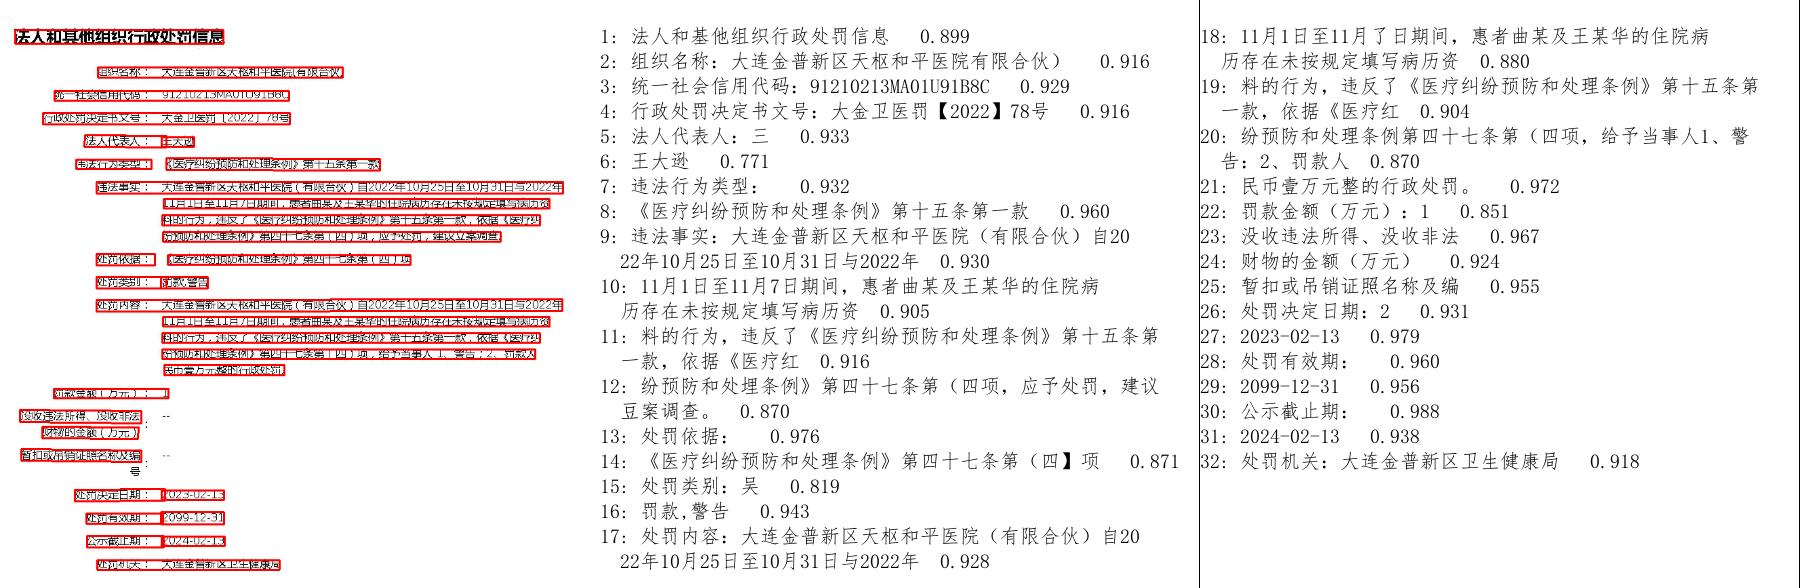 法人和其他组织行政处罚信息
组织名称： 大连金普新区天枢和平医院(有限合伙)
统一社会信用代码： 91210213MA01U91B8C
行政处罚决定书文号： 大金卫医罚〔2022〕78号
法人代表人： 王大逊
违法行为类型： 《医疗纠纷预防和处理条例》第十五条第一款
违法事实： 大连金普新区天枢和平医院（有限合伙）自2022年10月25日至10月31日与2022年
11月1日至11月7日期间，患者曲某及王某华的住院病历存在未按规定填写病历资
料的行为，违反了《医疗纠纷预防和处理条例》第十五条第一款，依据《医疗纠
纷预防和处理条例》第四十七条第（四）项，应予处罚，建议立案调查。
处罚依据： 《医疗纠纷预防和处理条例》第四十七条第（四）项
处罚类别： 罚款,警告
处罚内容： 大连金普新区天枢和平医院（有限合伙）自2022年10月25日至10月31日与2022年
11月1日至11月7日期间，患者曲某及王某华的住院病历存在未按规定填写病历资
料的行为，违反了《医疗纠纷预防和处理条例》第十五条第一款，依据《医疗纠
纷预防和处理条例》第四十七条第（四）项，给予当事人 1、警告；2、罚款人
民币壹万元整的行政处罚。
罚款金额（万元）： 1
没收违法所得、没收非法
财物的金额（万元）： --
暂扣或吊销证照名称及编
号： --
处罚决定日期： 2023-02-13
处罚有效期： 2099-12-31
公示截止期： 2024-02-13
处罚机关： 大连金普新区卫生健康局
1: 法人和基他组织行政处罚信息 0.899
2: 组织名称：大连金普新区天枢和平医院有限合伙） 0.916
3: 统一社会信用代码：91210213MA01U91B8C 0.929
4: 行政处罚决定书文号：大金卫医罚【2022】78号 0.916
5: 法人代表人：三 0.933
6: 王大逊 0.771
7: 违法行为类型： 0.932
8: 《医疗纠纷预防和处理条例》第十五条第一款 0.960
9: 违法事实：大连金普新区天枢和平医院（有限合伙）自20
22年10月25日至10月31日与2022年 0.930
10: 11月1日至11月7日期间，惠者曲某及王某华的住院病
历存在未按规定填写病历资 0.905
11: 料的行为，违反了《医疗纠纷预防和处理条例》第十五条第
一款，依据《医疗红 0.916
12: 纷预防和处埋条例》第四十七条第（四项，应予处罚，建议
豆案调查。 0.870
13: 处罚依据： 0.976
14: 《医疗纠纷预防和处理条例》第四十七条第（四】项 0.871
15: 处罚类别：吴 0.819
16: 罚款,警告 0.943
17: 处罚内容：大连金普新区天枢和平医院（有限合伙）自20
22年10月25日至10月31日与2022年 0.928
18: 11月1日至11月了日期间，惠者曲某及王某华的住院病
历存在未按规定填写病历资 0.880
19: 料的行为，违反了《医疗纠纷预防和处理条例》第十五条第
一款，依据《医疗红 0.904
20: 纷预防和处理条例第四十七条第（四项，给予当事人1、警
告：2、罚款人 0.870
21: 民币壹万元整的行政处罚。 0.972
22: 罚款金额（万元）：1 0.851
23: 没收违法所得、没收非法 0.967
24: 财物的金额（万元） 0.924
25: 暂扣或吊销证照名称及编 0.955
26: 处罚决定日期：2 0.931
27: 2023-02-13 0.979
28: 处罚有效期： 0.960
29: 2099-12-31 0.956
30: 公示截止期： 0.988
31: 2024-02-13 0.938
32: 处罚机关：大连金普新区卫生健康局 0.918